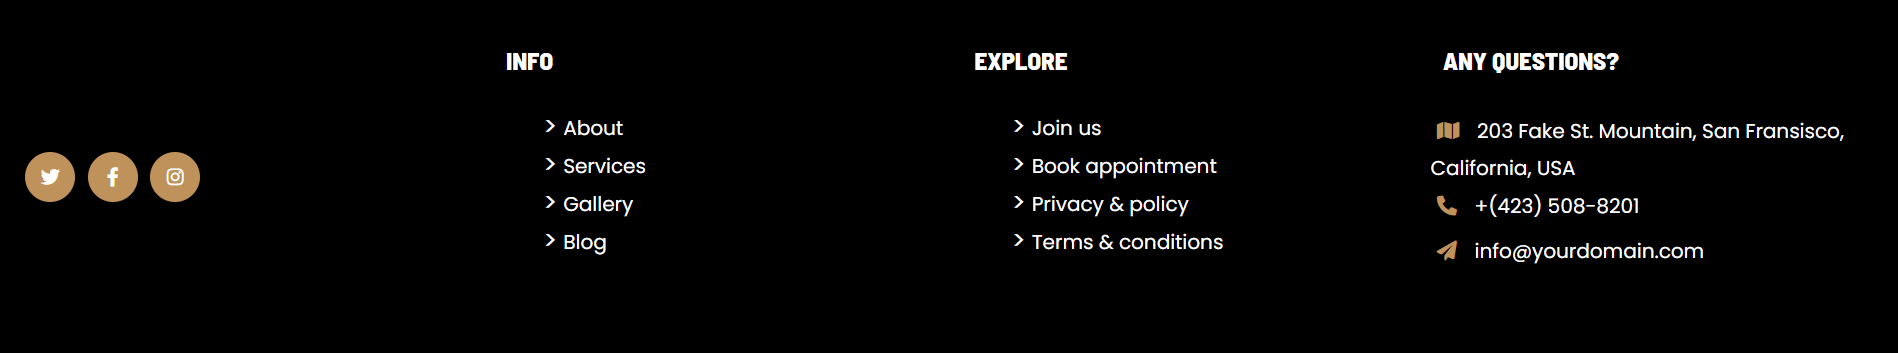 INFO
> About
> Services
> Gallery
> Blog
EXPLORE
> Join us
> Book appointment
> Privacy & policy
> Terms & conditions
ANY QUESTIONS?
203 Fake St. Mountain, San Fransisco,
California, USA
+(423) 508-8201
info@yourdomain.com